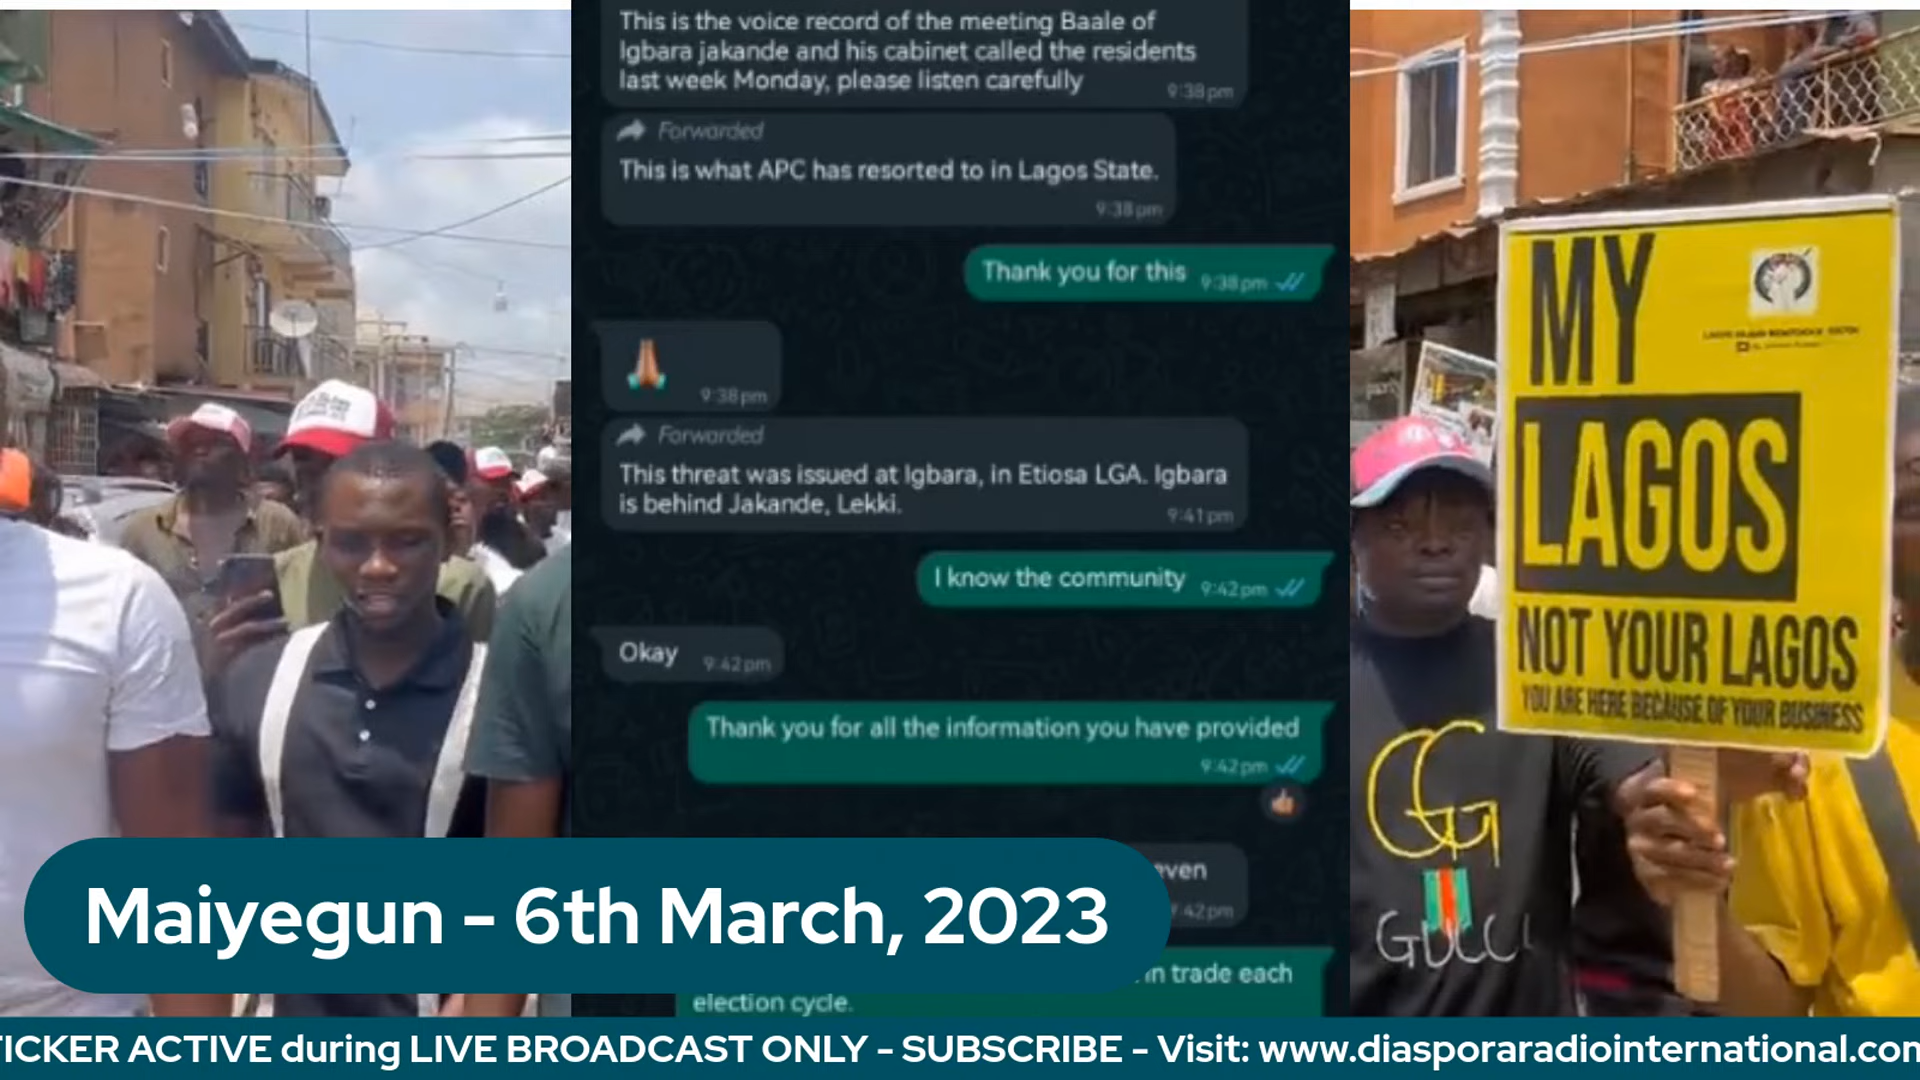 This is the voice record of the meeting Baale of
Igbara jakande and his cabinet called the residents
last week Monday, please listen carefully
9:38 pm
Forwarded
This is what APC has resorted to in Lagos State.
9:38 pm
Thank you for this
9:38 pm
9:38 pm
Forwarded
This threat was issued at Igbara, in Etiosa LGA. Igbara
is behind Jakande, Lekki.
9:41 pm
I know the community
9:42 pm
Okay
9:42 pm
Thank you for all the information you have provided
9:42 pm
even
:42 pm
in trade each
election cycle.
MY
LAGOS
NOT YOUR LAGOS
YOU ARE HERE BECAUSE OF YOUR BUSINESS
GG
GUCCI
Maiyegun - 6th March, 2023
TICKER ACTIVE during LIVE BROADCAST ONLY - SUBSCRIBE - Visit: www.diasporaradiointernational.com